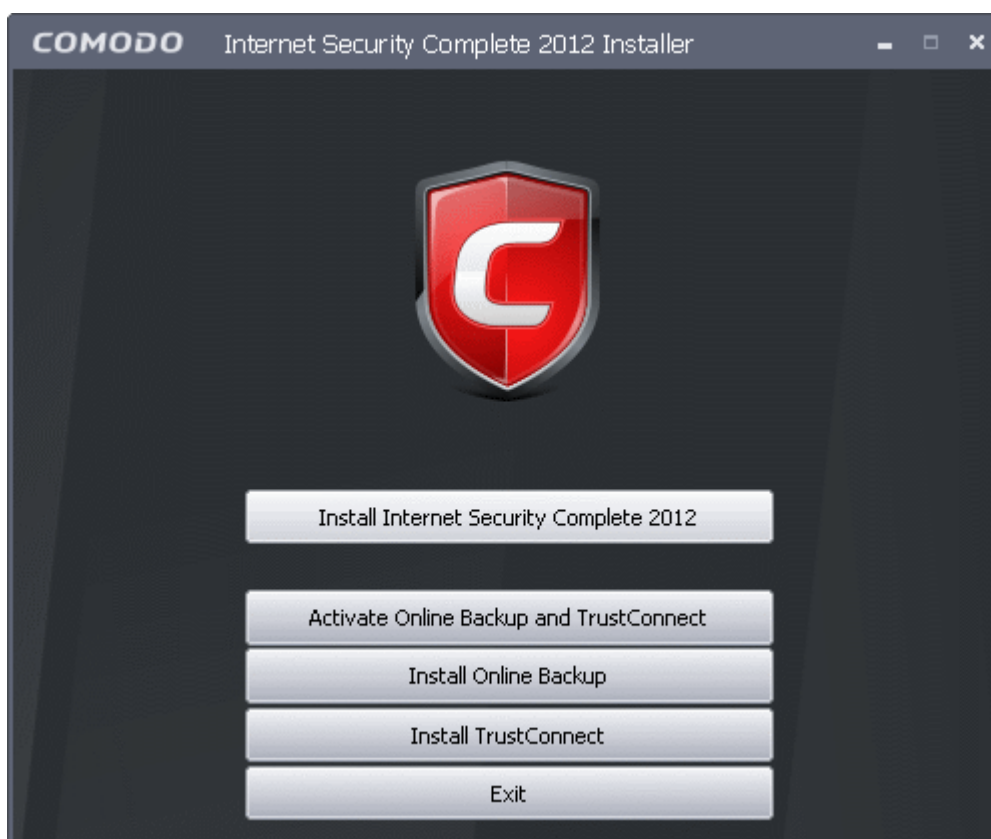 COMODO Internet Security Complete 2012 Installer
C
Install Internet Security Complete 2012
Activate Online Backup and TrustConnect
Install Online Backup
Install TrustConnect
Exit